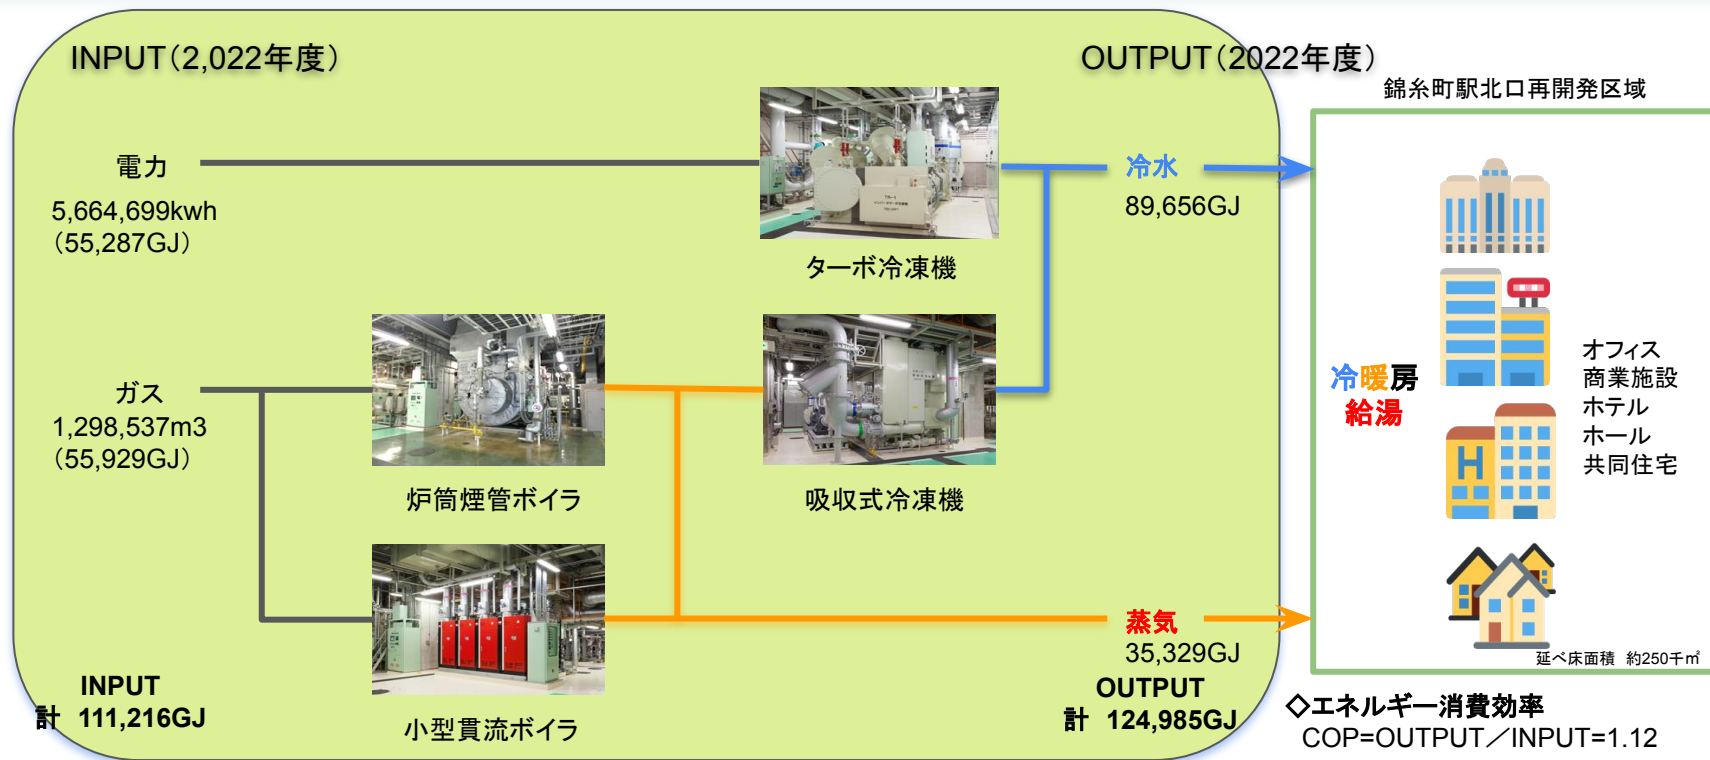 INPUT（2,022年度）
OUTPUT（2022年度）
錦糸町駅北口再開発区域
電力
5,664,699kwh
（55,287GJ）
ターボ冷凍機
冷水
89,656GJ
ガス
1,298,537m3
（55,929GJ）
炉筒煙管ボイラ
吸収式冷凍機
冷暖房
給湯
オフィス
商業施設
ホテル
ホール
共同住宅
H
延べ床面積 約250千㎡
蒸気
35,329GJ
小型貫流ボイラ
INPUT
計 111,216GJ
OUTPUT
計 124,985GJ
◇エネルギー消費効率
COP=OUTPUT／INPUT=1.12